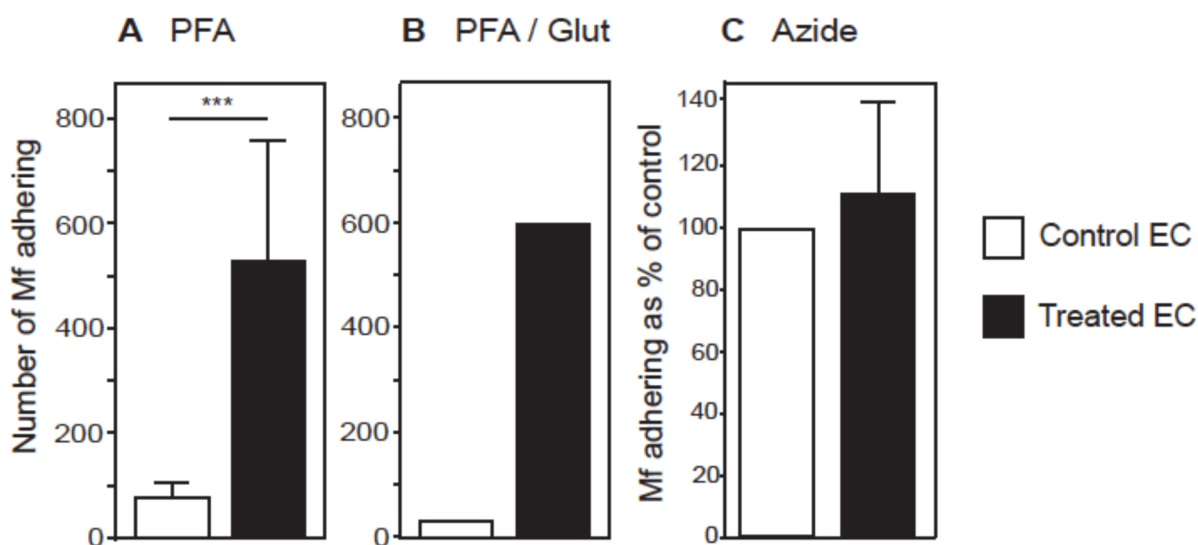 A PFA
B PFA / Glut
C Azide
Number of Mf adhering
800
600
400
200
0
***
800
600
400
200
0
Mf adhering as % of control
140
120
100
80
60
40
20
0
Control EC
Treated EC